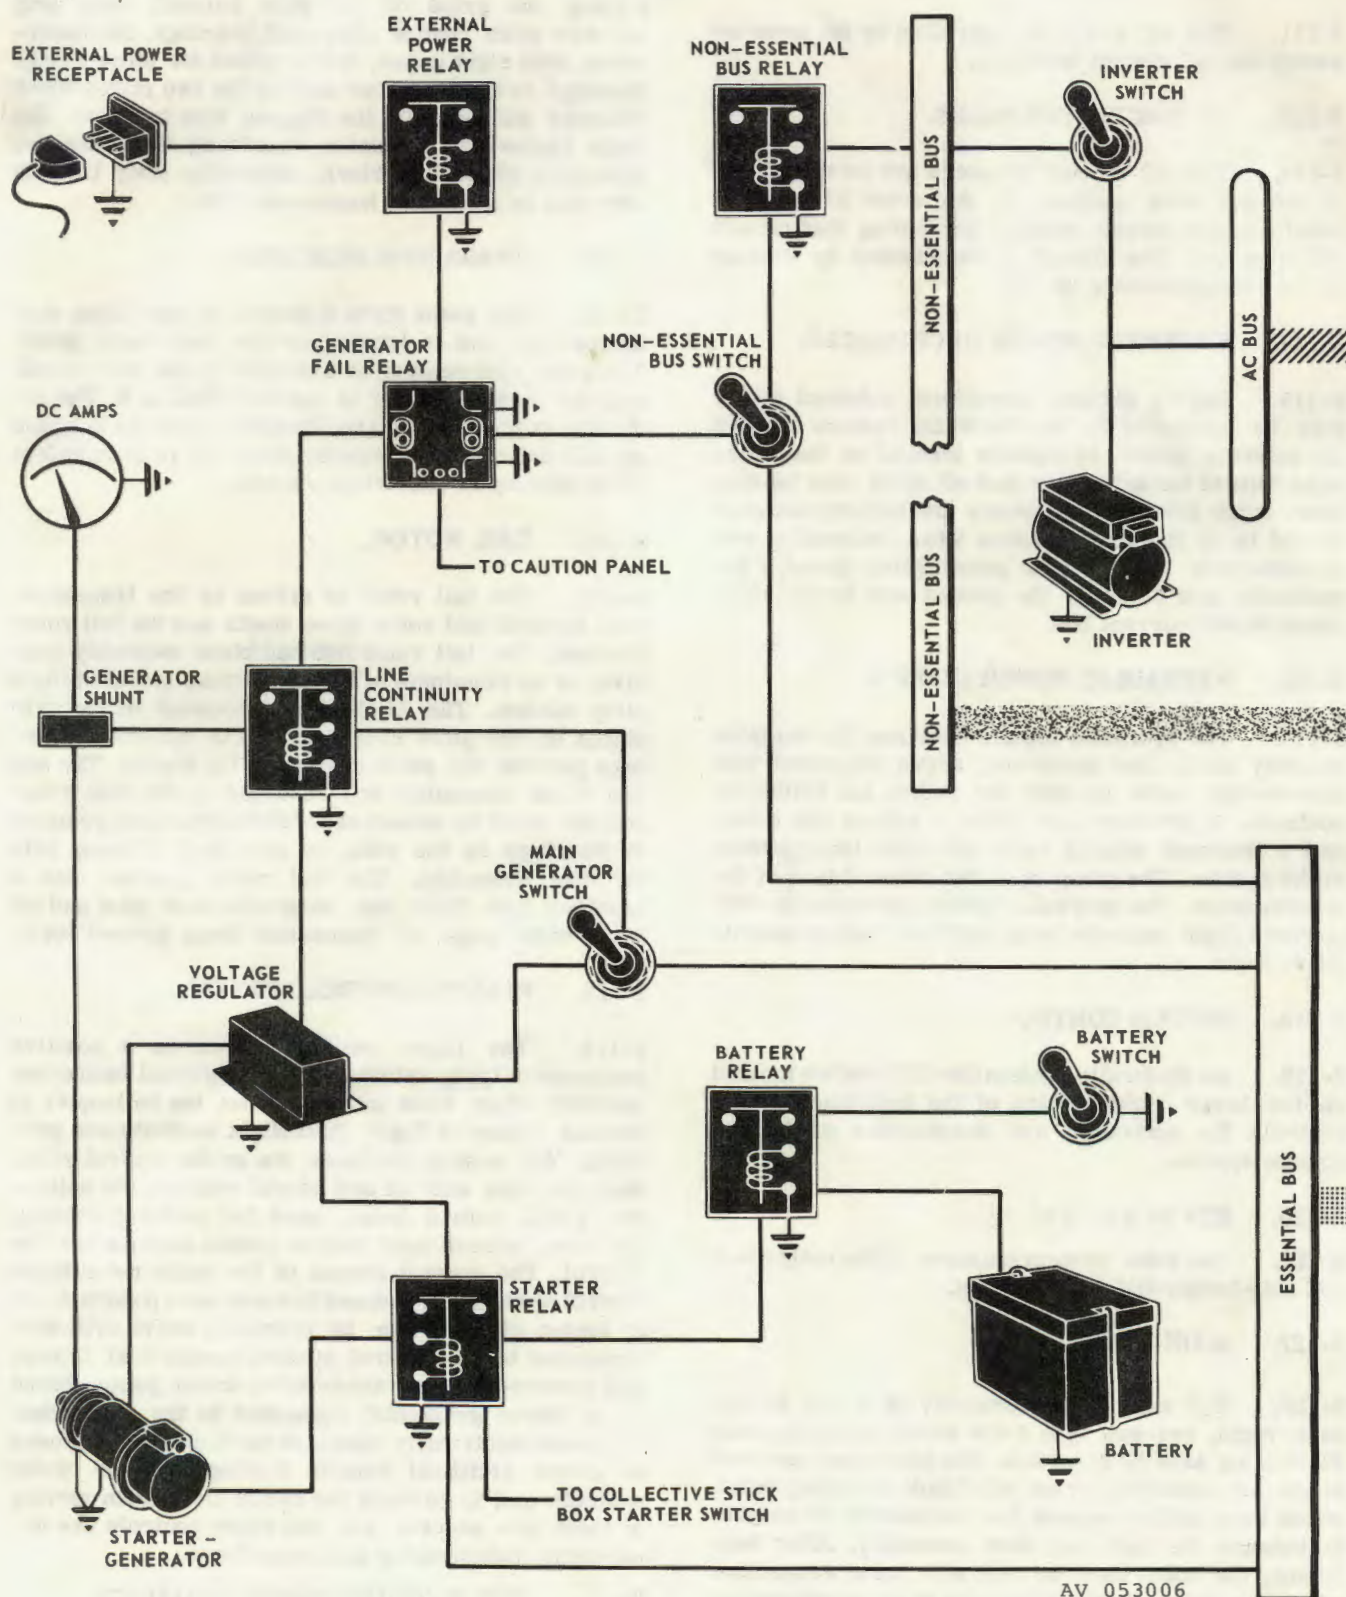 EXTERNAL POWER
RECEPTACLE
EXTERNAL
POWER
RELAY
NON-ESSENTIAL
BUS RELAY
NON-ESSENTIAL BUS
INVERTER
SWITCH
AC BUS
GENERATOR
FAIL RELAY
NON-ESSENTIAL
BUS SWITCH
DC AMPS
TO CAUTION PANEL
NON-ESSENTIAL BUS
INVERTER
GENERATOR
SHUNT
LINE
CONTINUITY
RELAY
MAIN
GENERATOR
SWITCH
VOLTAGE
REGULATOR
BATTERY
RELAY
BATTERY
SWITCH
ESSENTIAL BUS
STARTER
RELAY
BATTERY
STARTER -
GENERATOR
TO COLLECTIVE STICK
BOX STARTER SWITCH
AV 053006